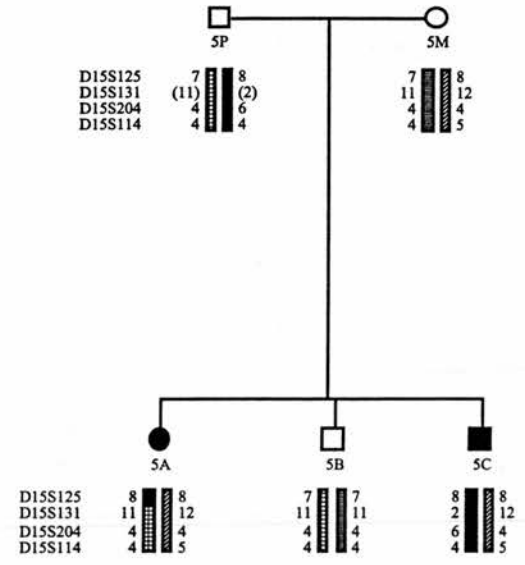 5P 5M
D15S125 7 8 7 8
D15S131 (11) (2) 11 12
D15S204 4 6 4 4
D15S114 4 4 4 5
5A 5B 5C
D15S125 8 8 7 7 8 8
D15S131 11 12 11 11 2 12
D15S204 4 4 4 4 6 4
D15S114 4 5 4 4 4 5